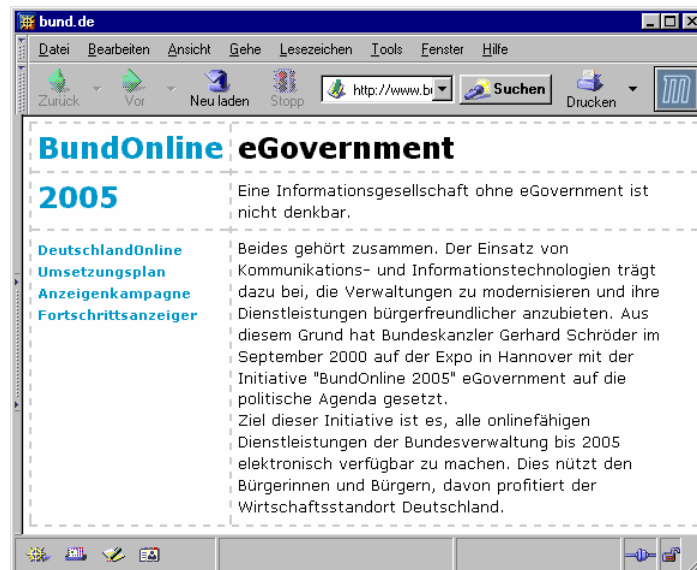 bund.de
Datei Bearbeiten Ansicht Gehe Lesezeichen Tools Fenster Hilfe
Zurück Vor Neu laden Stopp http://www.bu Suchen Drucken
BundOnline
2005
DeutschlandOnline
Umsetzungsplan
Anzeigenkampagne
Fortschrittsanzeiger
eGovernment
Eine Informationsgesellschaft ohne eGovernment ist
nicht denkbar.
Beides gehört zusammen. Der Einsatz von
Kommunikations- und Informationstechnologien trägt
dazu bei, die Verwaltungen zu modernisieren und ihre
Dienstleistungen bürgerfreundlicher anzubieten. Aus
diesem Grund hat Bundeskanzler Gerhard Schröder im
September 2000 auf der Expo in Hannover mit der
Initiative "BundOnline 2005" eGovernment auf die
politische Agenda gesetzt.
Ziel dieser Initiative ist es, alle onlinefähigen
Dienstleistungen der Bundesverwaltung bis 2005
elektronisch verfügbar zu machen. Dies nützt den
Bürgerinnen und Bürgern, davon profitiert der
Wirtschaftsstandort Deutschland.